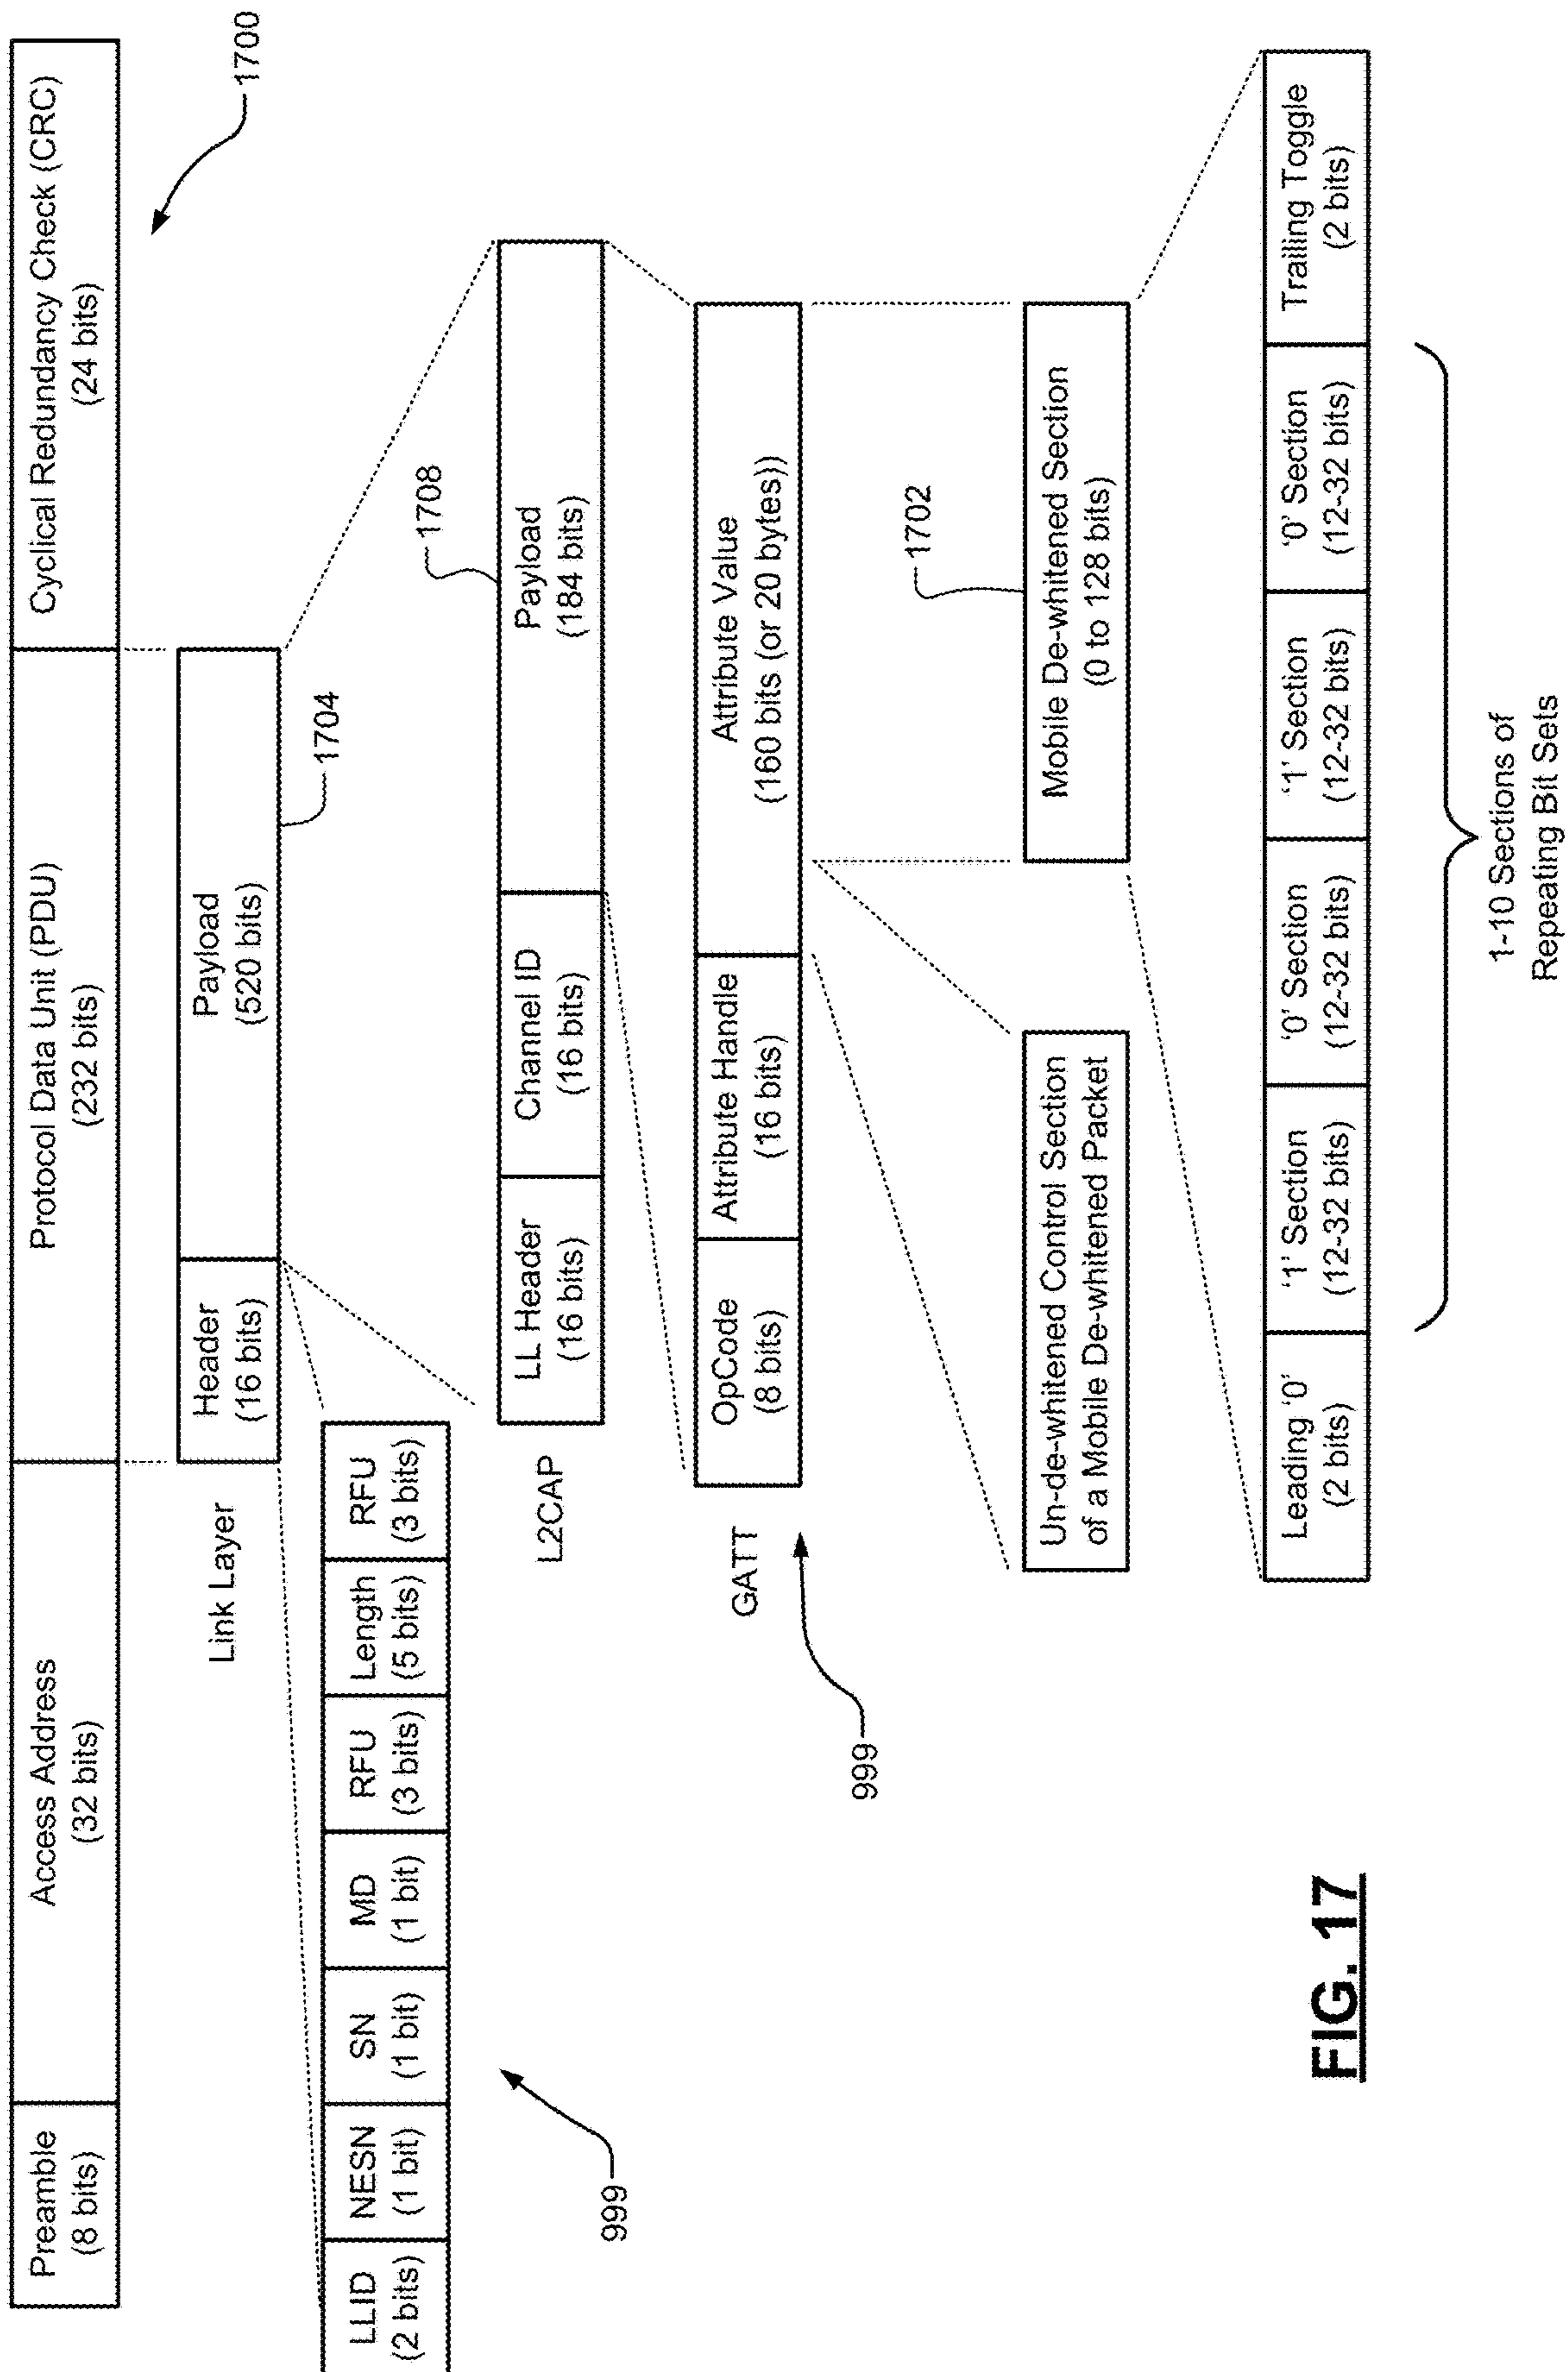 Preamble
(8 bits)
Access Address
(32 bits)
Protocol Data Unit (PDU)
(232 bits)
Cyclical Redundancy Check (CRC)
(24 bits)
1700
Link Layer
Header
(16 bits)
Payload
(520 bits)
1704
LLID
(2 bits)
NESN
(1 bit)
SN
(1 bit)
MD
(1 bit)
RFU
(3 bits)
Length
(5 bits)
RFU
(3 bits)
999
L2CAP
LL Header
(16 bits)
Channel ID
(16 bits)
Payload
(184 bits)
1708
GATT
OpCode
(8 bits)
Attribute Handle
(16 bits)
Attribute Value
(160 bits (or 20 bytes))
999
Un-de-whitened Control Section
of a Mobile De-whitened Packet
Mobile De-whitened Section
(0 to 128 bits)
1702
Leading '0'
(2 bits)
'1' Section
(12-32 bits)
'0' Section
(12-32 bits)
'1' Section
(12-32 bits)
'0' Section
(12-32 bits)
Trailing Toggle
(2 bits)
1-10 Sections of
Repeating Bit Sets
FIG. 17